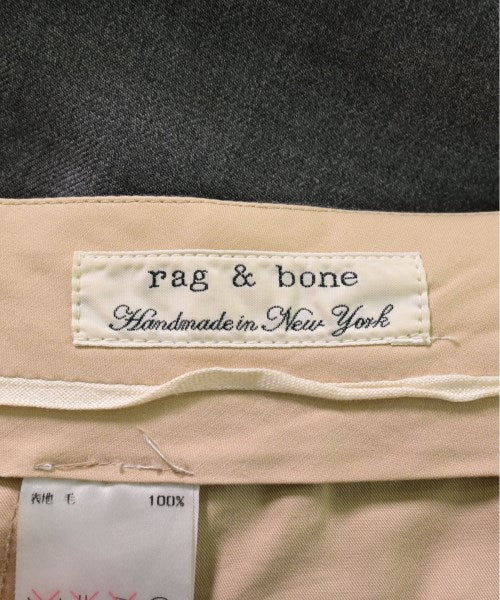 rag & bone
Handmade in New York
表地 毛 100%